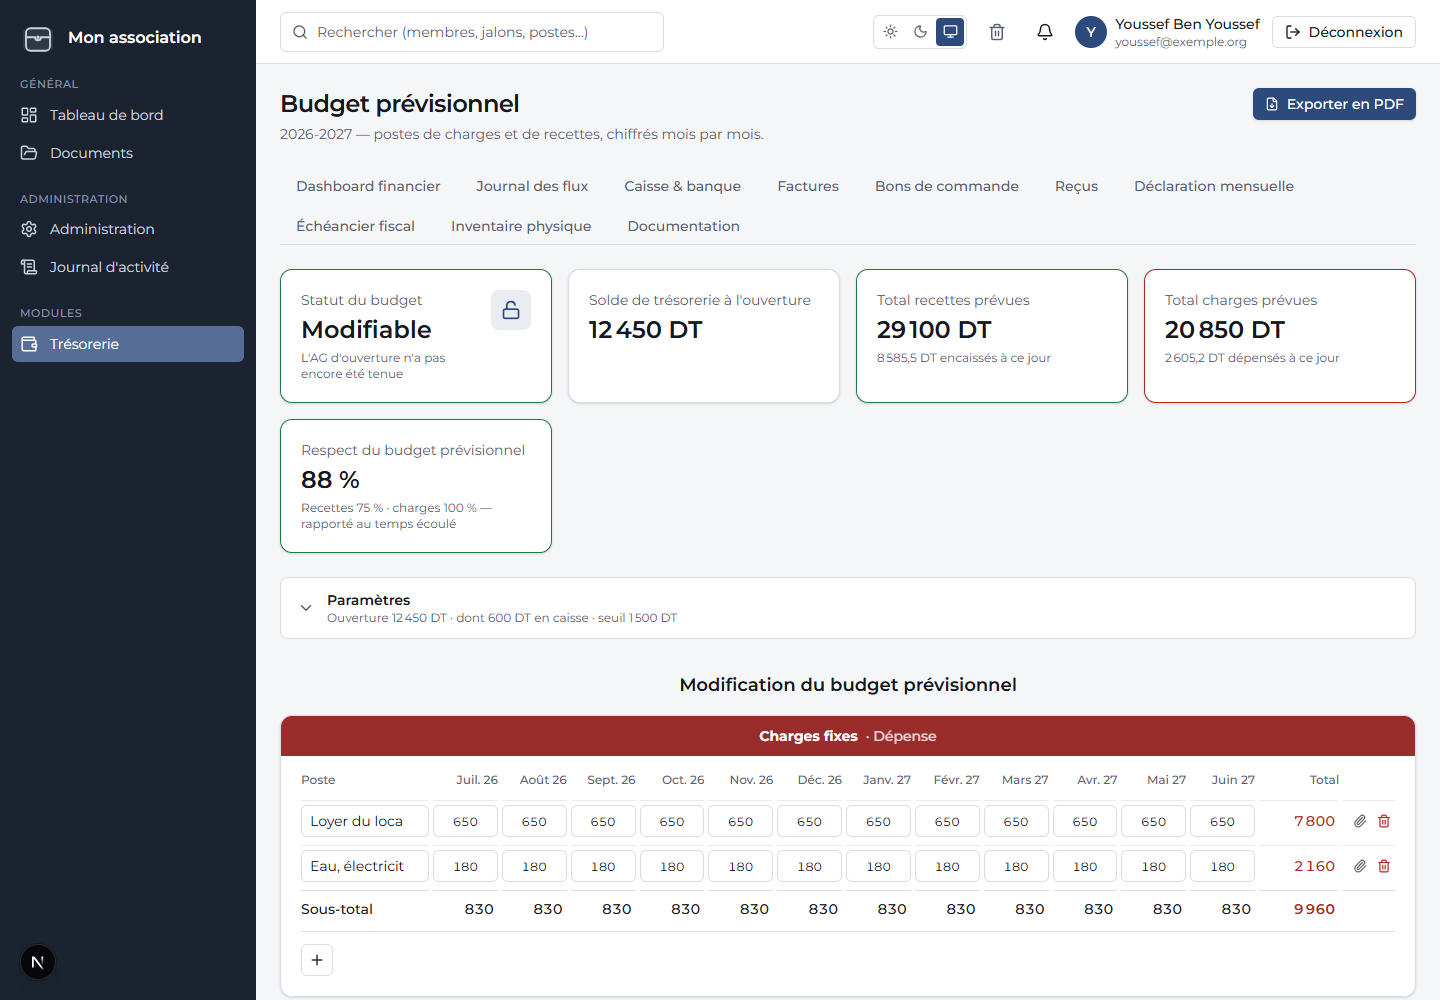 Mon association
Rechercher (membres, jalons, postes...)
Y
Youssef Ben Youssef
youssef@exemple.org
Déconnexion
GÉNÉRAL
Tableau de bord
Documents
ADMINISTRATION
Administration
Journal d'activité
MODULES
Trésorerie
N
Budget prévisionnel
2026-2027 — postes de charges et de recettes, chiffrés mois par mois.
Exporter en PDF
Dashboard financier Journal des flux Caisse & banque Factures Bons de commande Reçus Déclaration mensuelle
Échéancier fiscal Inventaire physique Documentation
Statut du budget
Modifiable
L'AG d'ouverture n'a pas
encore été tenue
Solde de trésorerie à l'ouverture
12 450 DT
Total recettes prévues
29 100 DT
8 585,5 DT encaissés à ce jour
Total charges prévues
20 850 DT
2 605,2 DT dépensés à ce jour
Respect du budget prévisionnel
88 %
Recettes 75 % · charges 100 % —
rapporté au temps écoulé
Paramètres
Ouverture 12 450 DT · dont 600 DT en caisse · seuil 1 500 DT
Modification du budget prévisionnel
Charges fixes · Dépense
Poste Juil. 26 Août 26 Sept. 26 Oct. 26 Nov. 26 Déc. 26 Janv. 27 Févr. 27 Mars 27 Avr. 27 Mai 27 Juin 27 Total
Loyer du loca 650 650 650 650 650 650 650 650 650 650 650 650 7 800
Eau, électricit 180 180 180 180 180 180 180 180 180 180 180 180 2 160
Sous-total 830 830 830 830 830 830 830 830 830 830 830 830 9 960